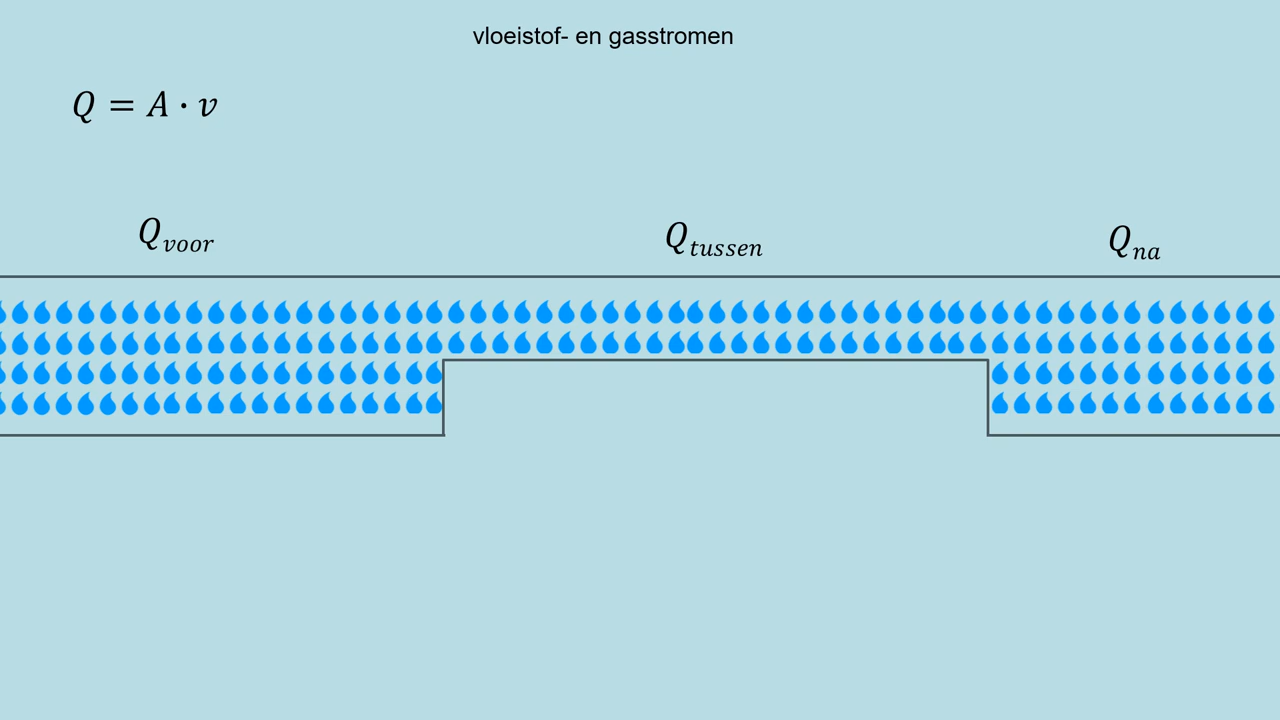 vloeistof- en gasstromen
Q = A · v
Q_voor Q_tussen Q_na